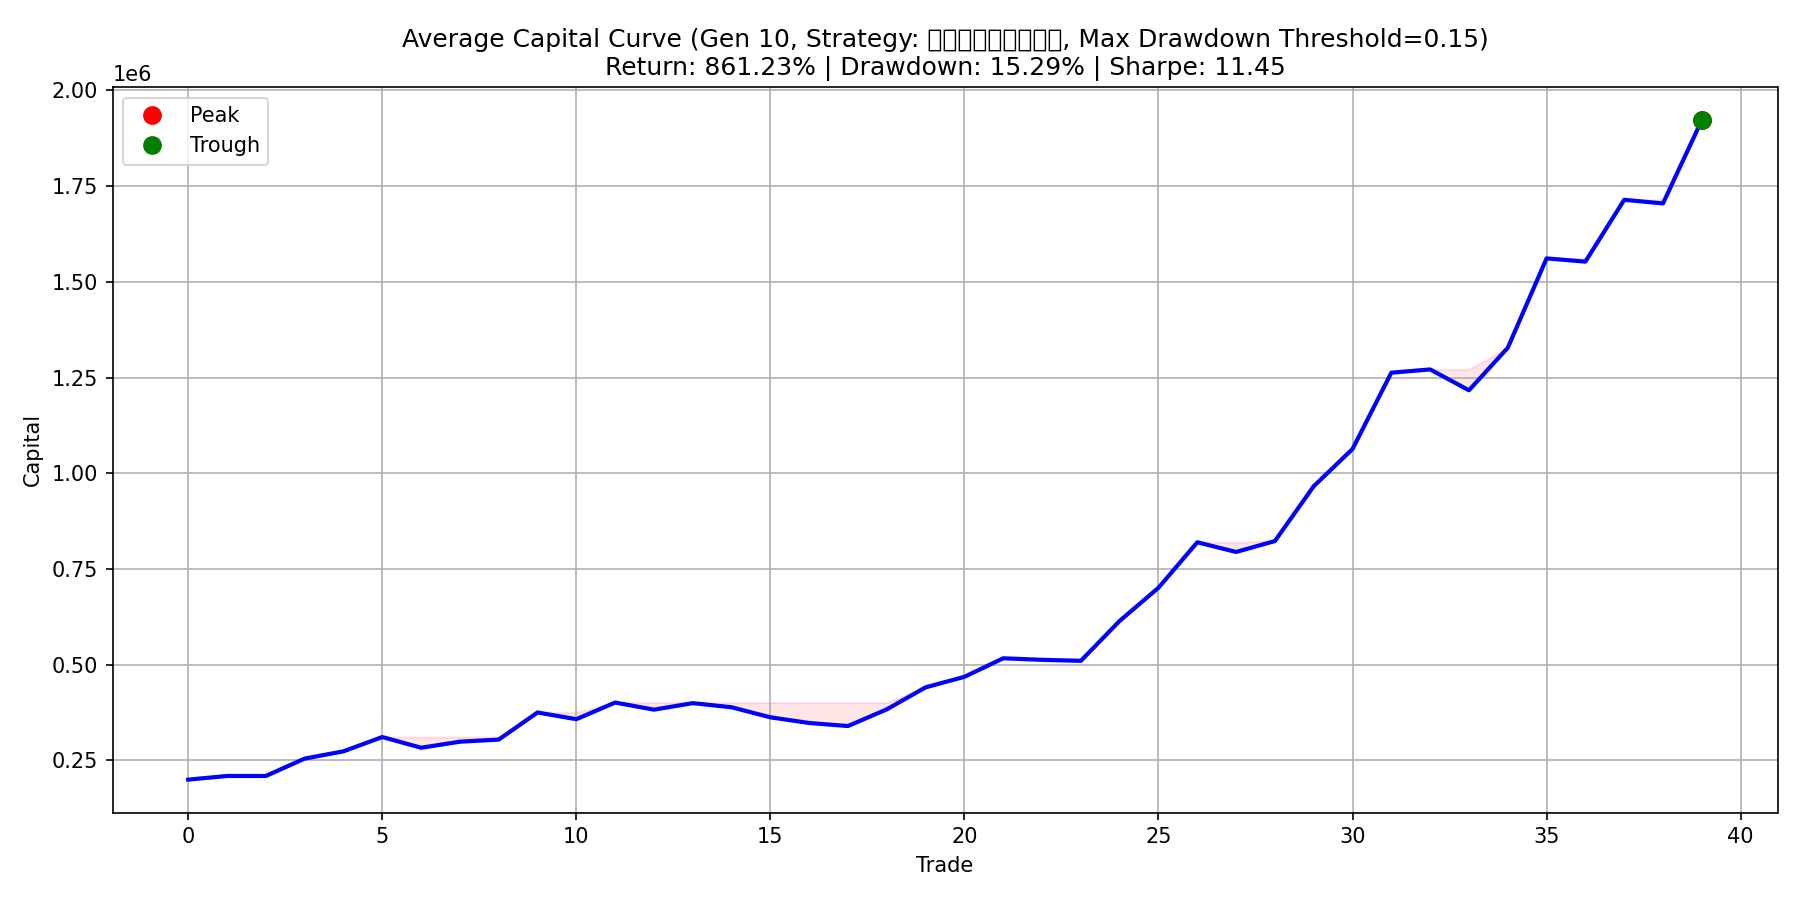 Average Capital Curve (Gen 10, Strategy: , Max Drawdown Threshold=0.15)
Return: 861.23% | Drawdown: 15.29% | Sharpe: 11.45
1e6
Peak
Trough
2.00
1.75
1.50
1.25
1.00
0.75
0.50
0.25
Capital
0 5 10 15 20 25 30 35 40
Trade